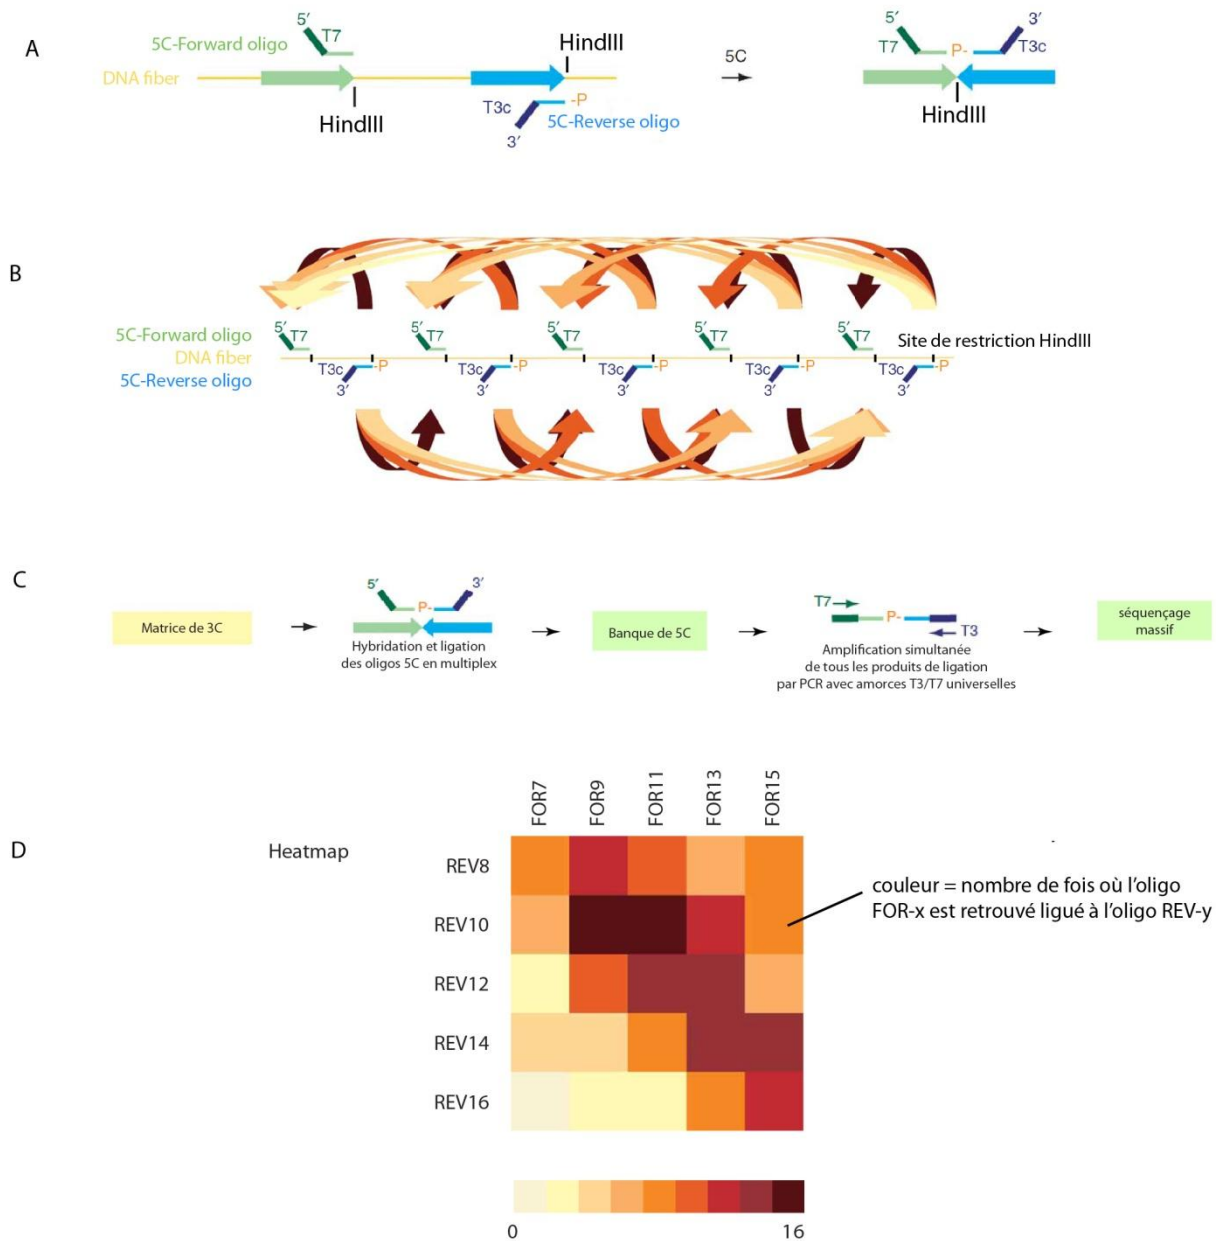 A
5C-Forward oligo
5′
T7
DNA fiber
HindIII
HindIII
T3c
-P
5C-Reverse oligo
3′
5C
5′
T7
P-
3′
T3c
HindIII
B
5C-Forward oligo
DNA fiber
5C-Reverse oligo
5′ T7 5′ T7 5′ T7 5′ T7 5′ T7
Site de restriction HindIII
T3c -P T3c -P T3c -P T3c -P T3c -P
3′ 3′ 3′ 3′ 3′
C
Matrice de 3C
5′ P- 3′
Hybridation et ligation
des oligos 5C en multiplex
Banque de 5C
T7
P-
T3
Amplification simultanée
de tous les produits de ligation
par PCR avec amorces T3/T7 universelles
séquençage
massif
D
Heatmap
FOR7 FOR9 FOR11 FOR13 FOR15
REV8
REV10
REV12
REV14
REV16
couleur = nombre de fois où l'oligo
FOR-x est retrouvé ligué à l'oligo REV-y
0 16